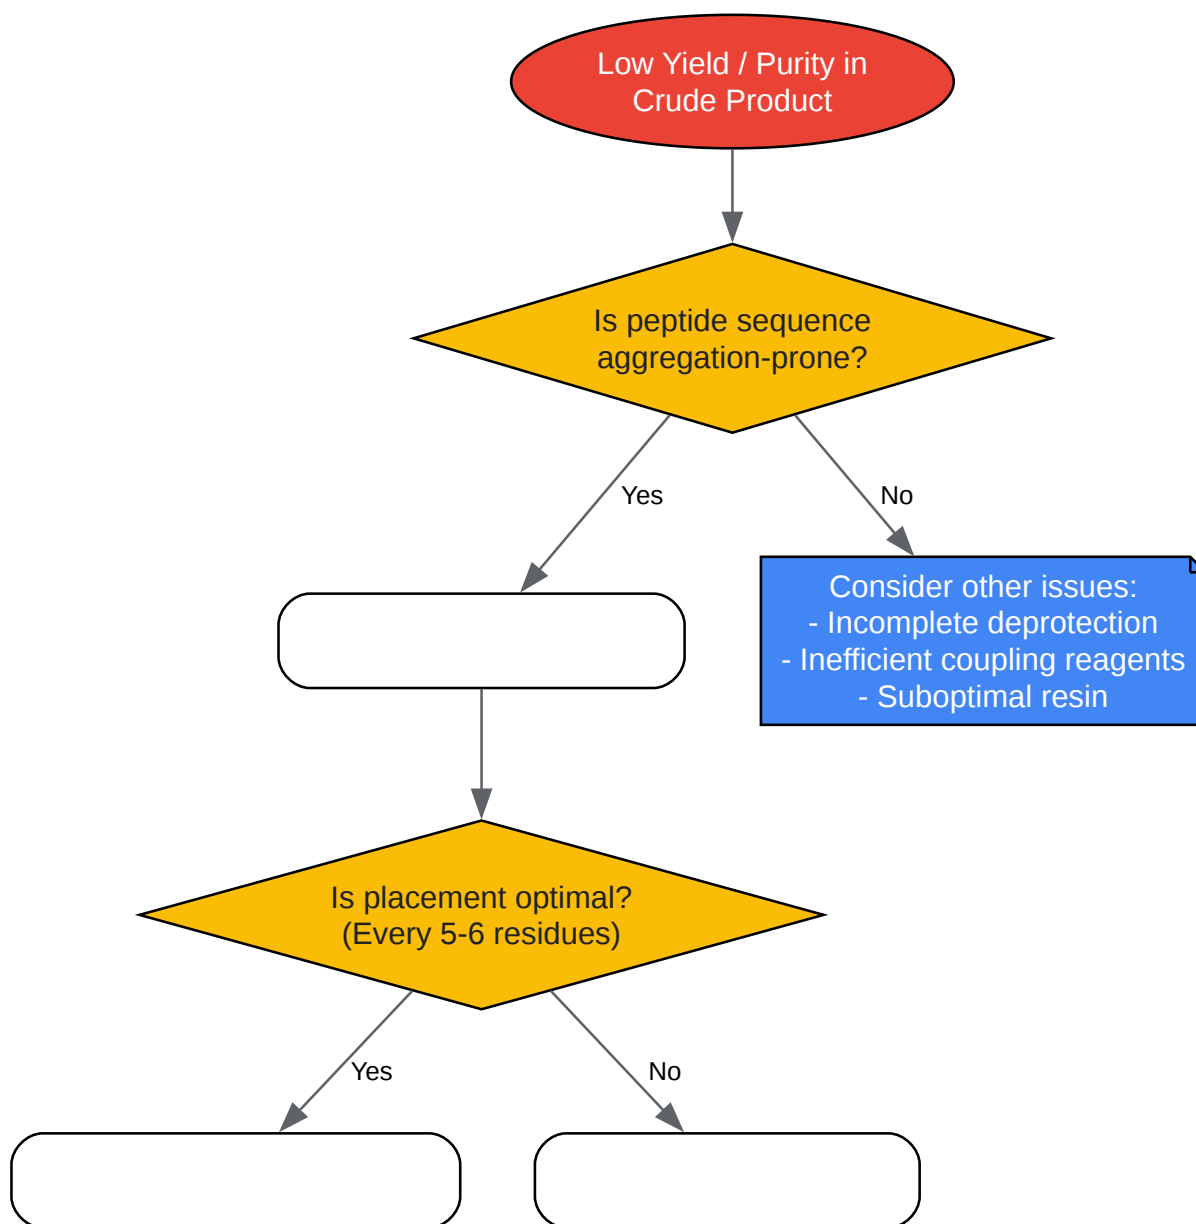 Low Yield / Purity in
Crude Product
Is peptide sequence
aggregation-prone?
Yes
No
Consider other issues:
- Incomplete deprotection
- Inefficient coupling reagents
- Suboptimal resin
Is placement optimal?
(Every 5-6 residues)
Yes
No